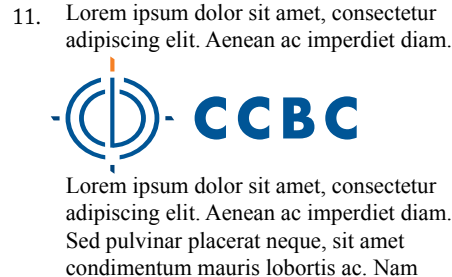 11. Lorem ipsum dolor sit amet, consectetur
adipiscing elit. Aenean ac imperdiet diam.
CCBC
Lorem ipsum dolor sit amet, consectetur
adipiscing elit. Aenean ac imperdiet diam.
Sed pulvinar placerat neque, sit amet
condimentum mauris lobortis ac. Nam